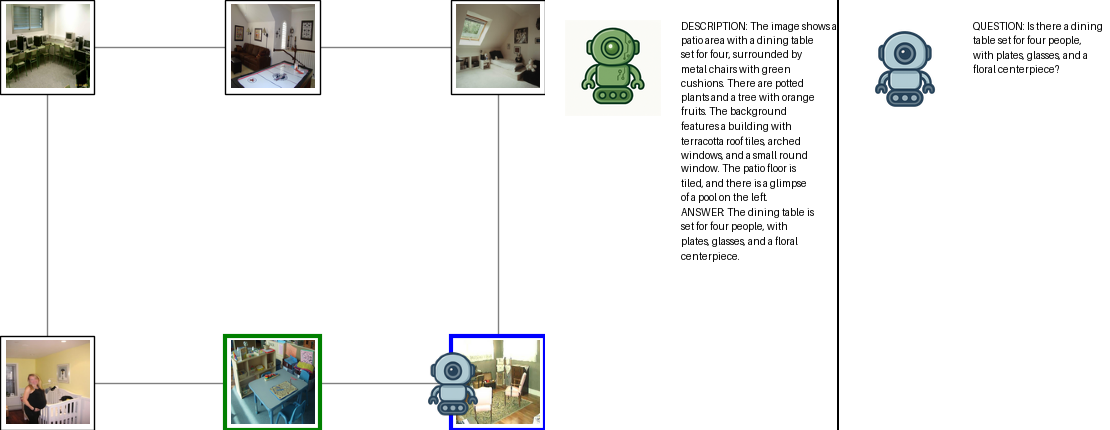 DESCRIPTION: The image shows a
patio area with a dining table
set for four, surrounded by
metal chairs with green
cushions. There are potted
plants and a tree with orange
fruits. The background
features a building with
terracotta roof tiles, arched
windows, and a small round
window. The patio floor is
tiled, and there is a glimpse
of a pool on the left.
ANSWER: The dining table is
set for four people, with
plates, glasses, and a floral
centerpiece.
QUESTION: Is there a dining
table set for four people,
with plates, glasses, and a
floral centerpiece?